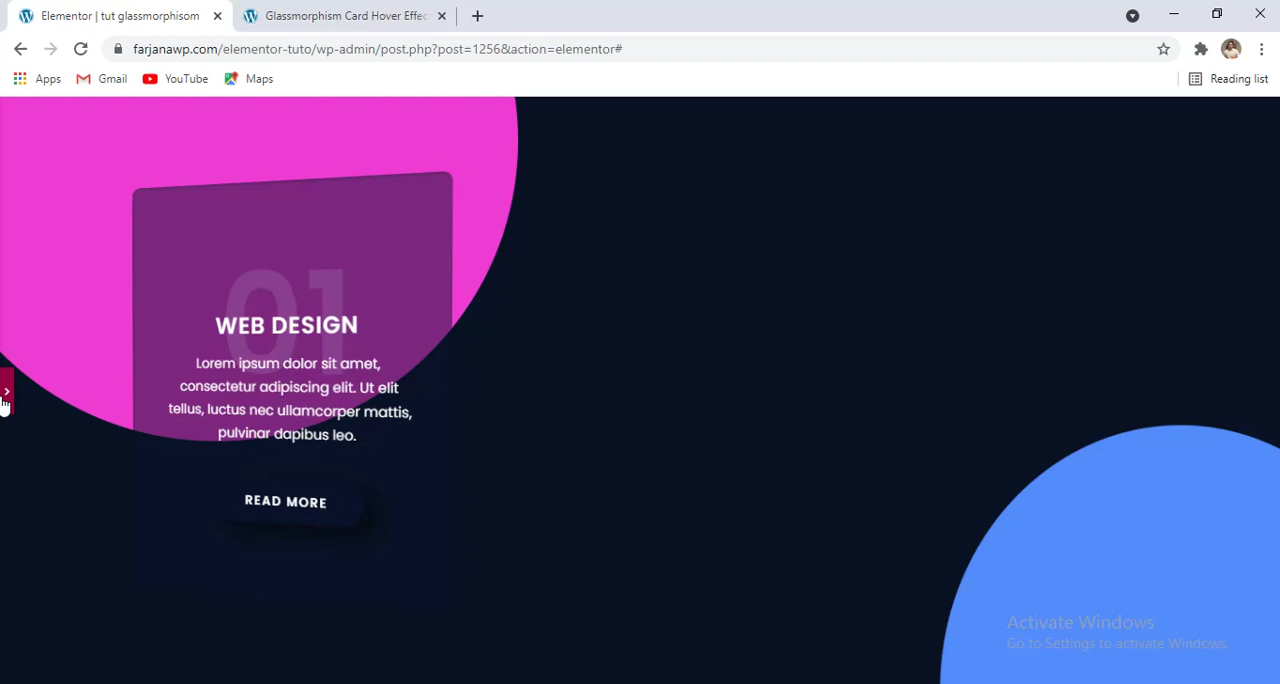 Elementor | tut glassmorphisom
Glassmorphism Card Hover Effec
farjanawp.com/elementor-tuto/wp-admin/post.php?post=1256&action=elementor#
Apps
Gmail
YouTube
Maps
Reading list
01
WEB DESIGN
Lorem ipsum dolor sit amet,
consectetur adipiscing elit. Ut elit
tellus, luctus nec ullamcorper mattis,
pulvinar dapibus leo.
READ MORE
Activate Windows
Go to Settings to activate Windows.